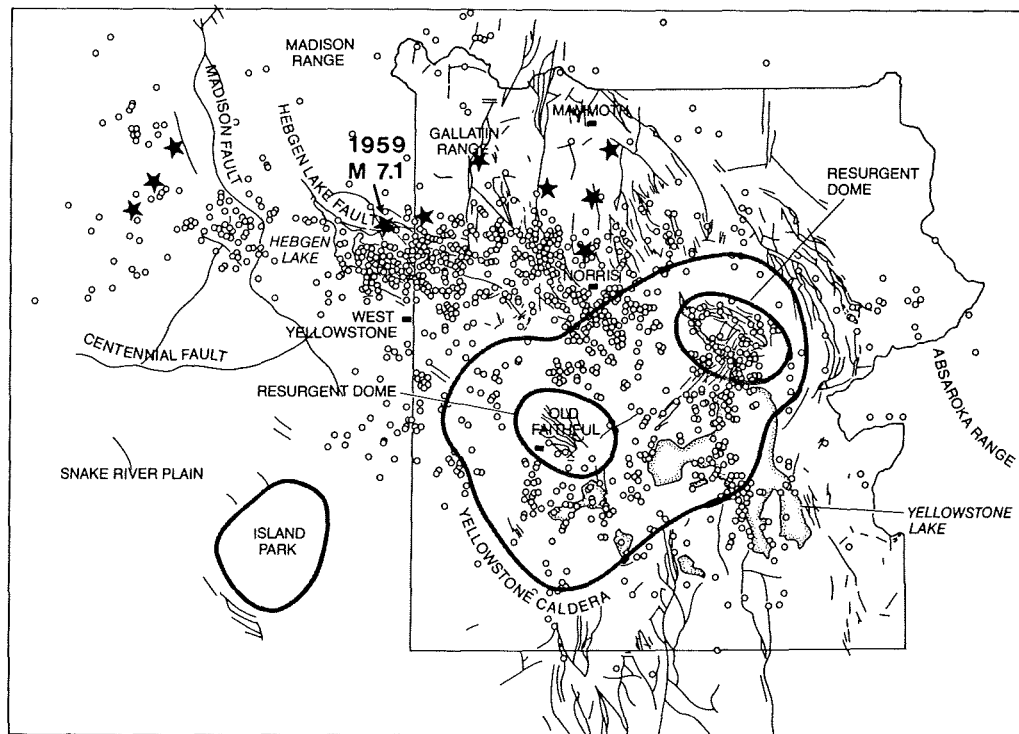 MADISON
RANGE
MADISON FAULT
HEBGEN LAKE FAULT
1959
M 7.1
GALLATIN
RANGE
MAMMOTH
RESURGENT
DOME
HEBGEN
LAKE
NORRIS
WEST
YELLOWSTONE
CENTENNIAL FAULT
RESURGENT DOME
OLD
FAITHFUL
ABSAROKA RANGE
SNAKE RIVER PLAIN
ISLAND
PARK
YELLOWSTONE CALDERA
YELLOWSTONE
LAKE